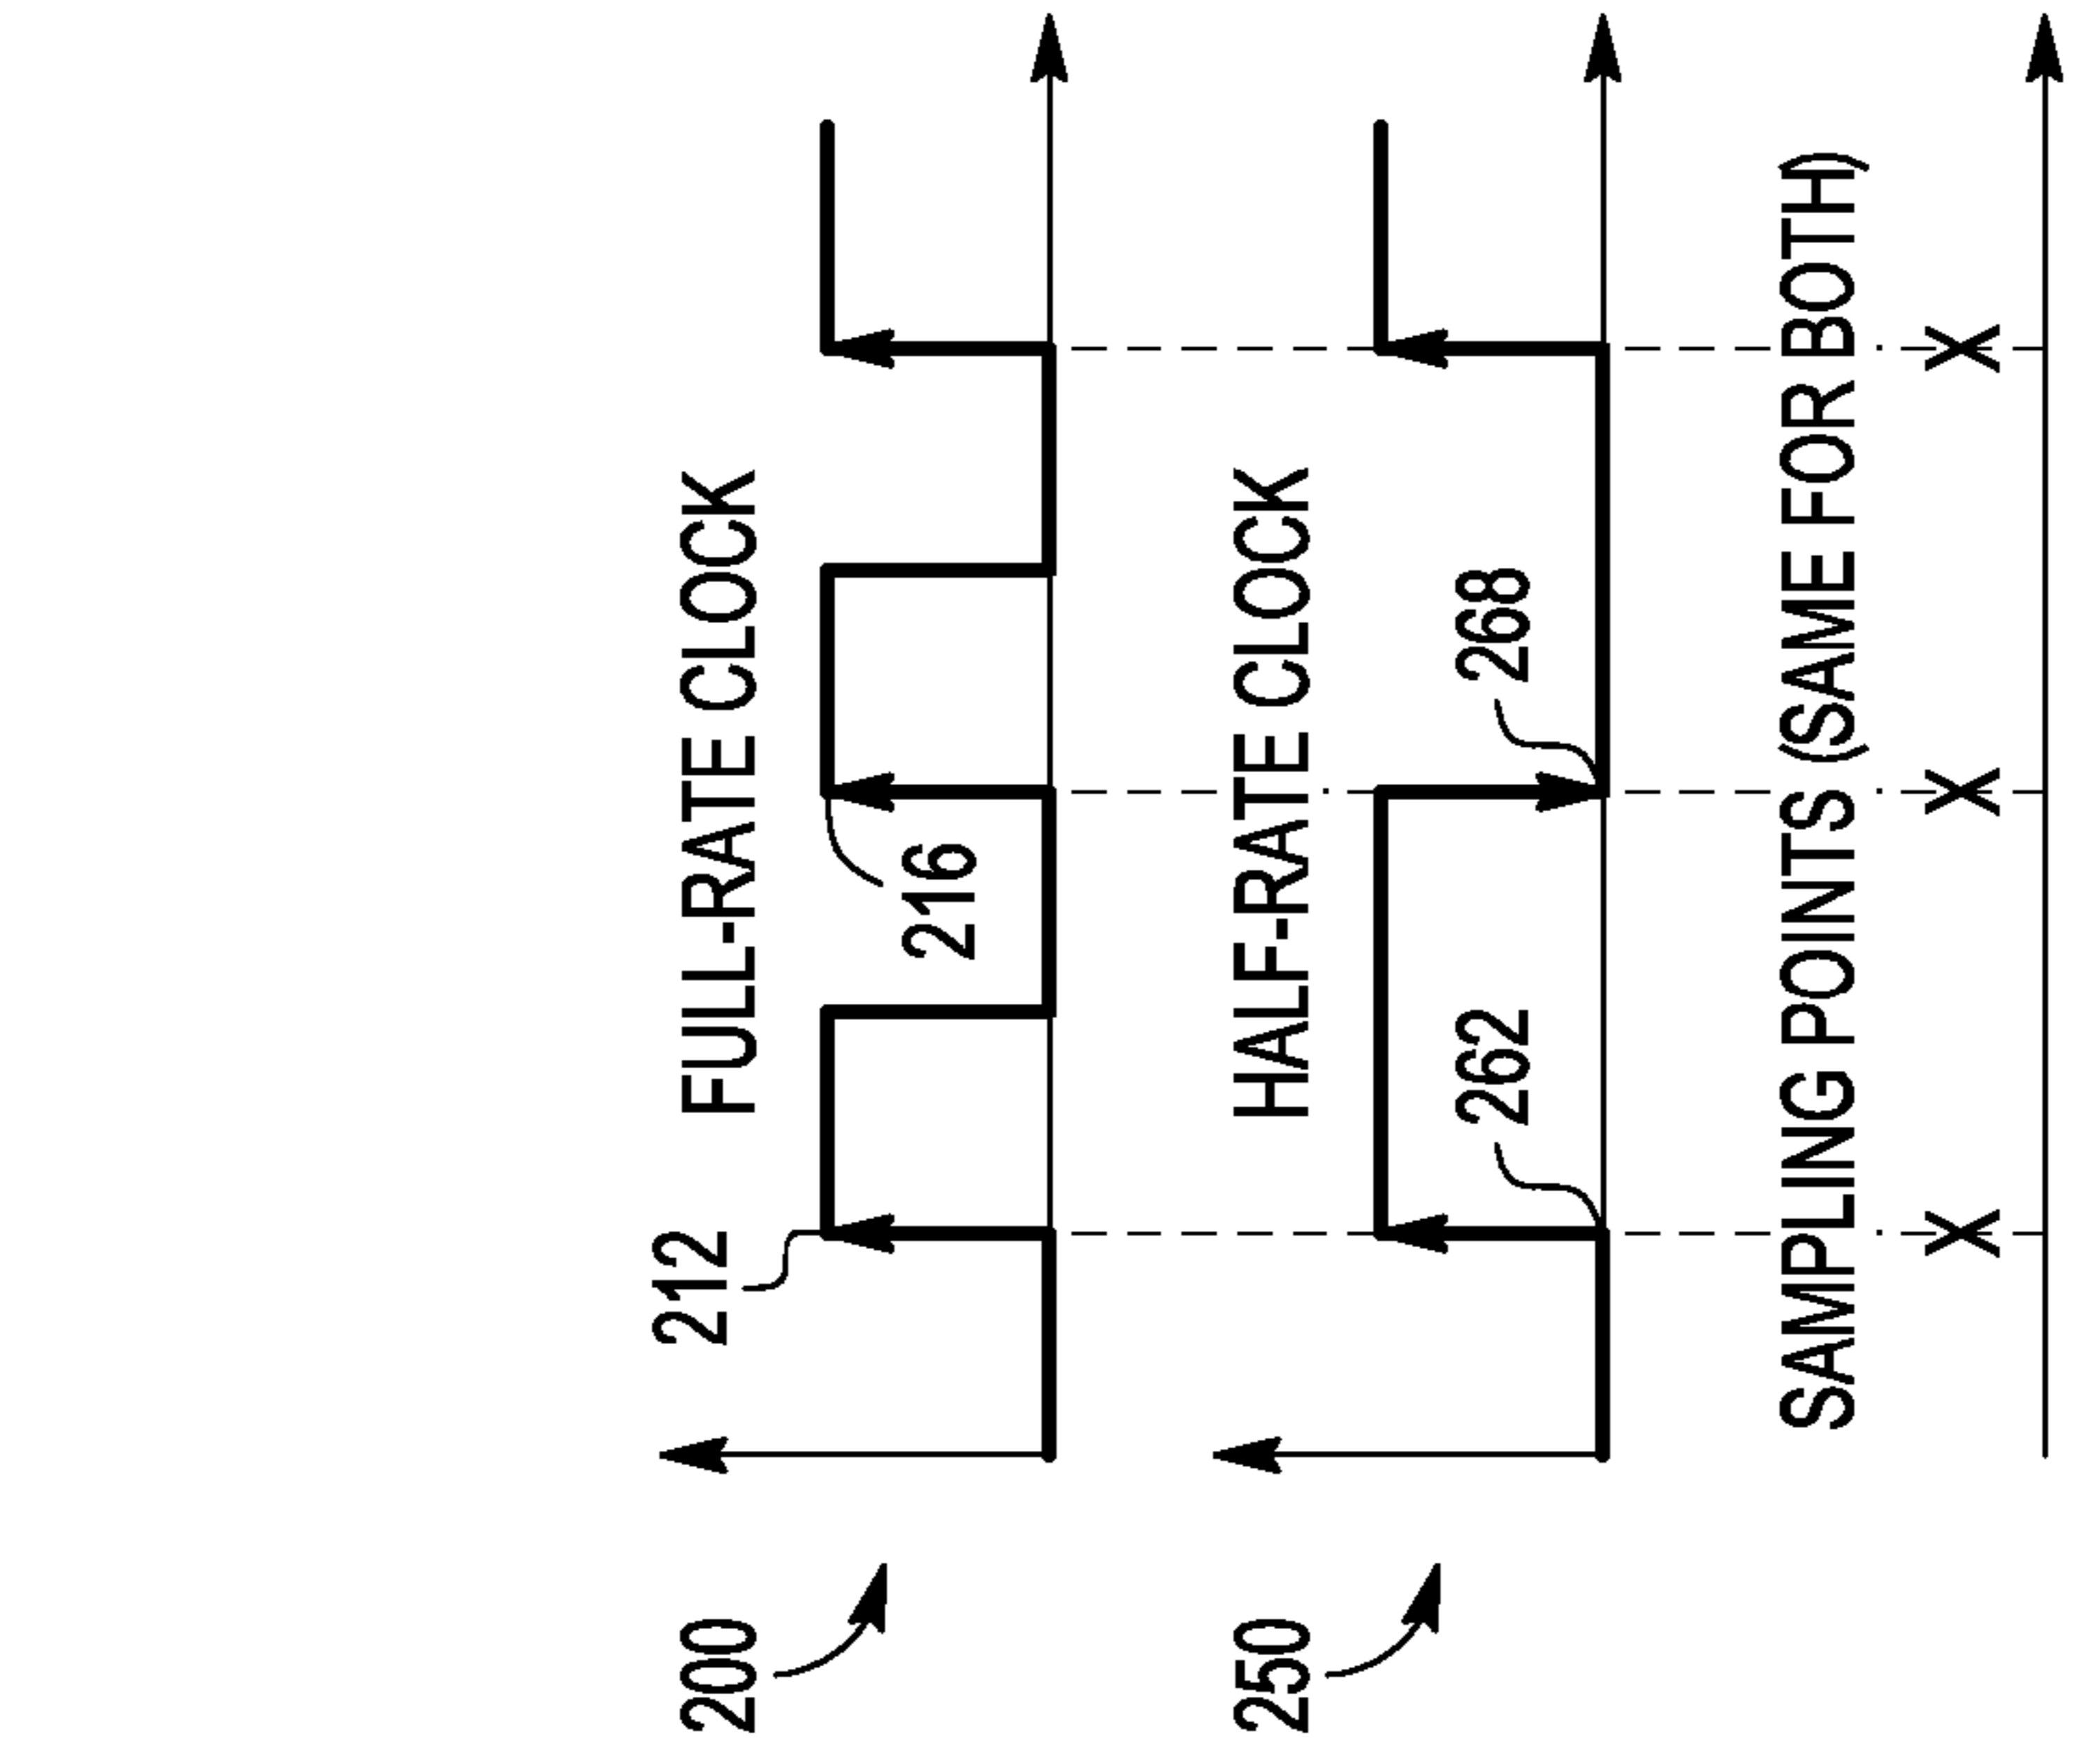 200
FULL-RATE CLOCK
212
216
250
HALF-RATE CLOCK
262
268
SAMPLING POINTS (SAME FOR BOTH)
X X X